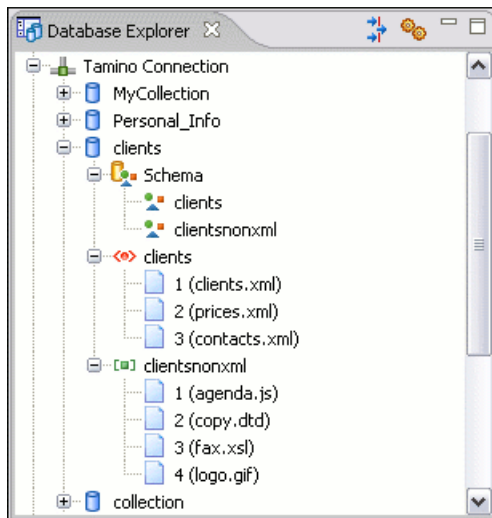 Database Explorer
Tamino Connection
MyCollection
Personal_Info
clients
Schema
clients
clientsnonxml
clients
1 (clients.xml)
2 (prices.xml)
3 (contacts.xml)
clientsnonxml
1 (agenda.js)
2 (copy.dtd)
3 (fax.xsl)
4 (logo.gif)
collection